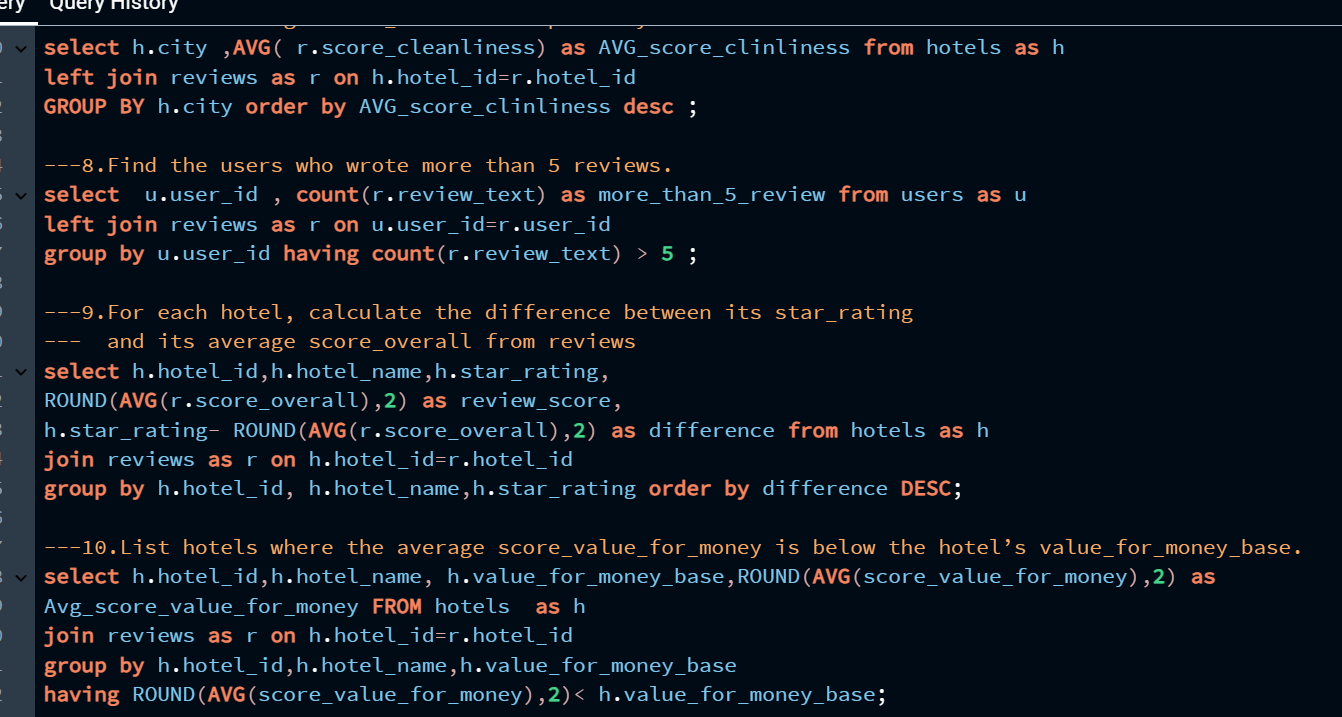 ery Query History
select h.city ,AVG( r.score_cleanliness) as AVG_score_clinliness from hotels as h
left join reviews as r on h.hotel_id=r.hotel_id
GROUP BY h.city order by AVG_score_clinliness desc ;
---8.Find the users who wrote more than 5 reviews.
select  u.user_id , count(r.review_text) as more_than_5_review from users as u
left join reviews as r on u.user_id=r.user_id
group by u.user_id having count(r.review_text) > 5 ;
---9.For each hotel, calculate the difference between its star_rating
---  and its average score_overall from reviews
select h.hotel_id,h.hotel_name,h.star_rating,
ROUND(AVG(r.score_overall),2) as review_score,
h.star_rating- ROUND(AVG(r.score_overall),2) as difference from hotels as h
join reviews as r on h.hotel_id=r.hotel_id
group by h.hotel_id, h.hotel_name,h.star_rating order by difference DESC;
---10.List hotels where the average score_value_for_money is below the hotel’s value_for_money_base.
select h.hotel_id,h.hotel_name, h.value_for_money_base,ROUND(AVG(score_value_for_money),2) as
Avg_score_value_for_money FROM hotels  as h
join reviews as r on h.hotel_id=r.hotel_id
group by h.hotel_id,h.hotel_name,h.value_for_money_base
having ROUND(AVG(score_value_for_money),2)< h.value_for_money_base;